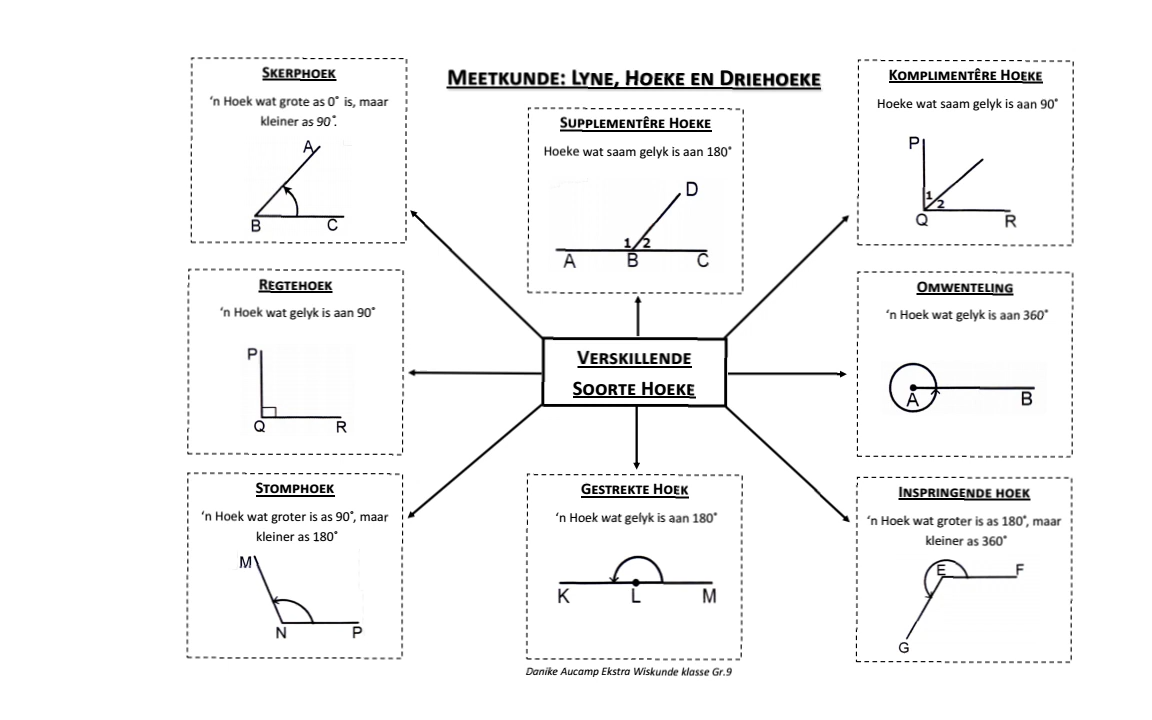 MEETKUNDE: LYNE, HOEKE EN DRIEHOEKE
SKERPHOEK
‘n Hoek wat grote as 0˚ is, maar
kleiner as 90˚.
A
B C
SUPPLEMENTÊRE HOEKE
Hoeke wat saam gelyk is aan 180˚
D
1 2
A B C
KOMPLIMENTÊRE HOEKE
Hoeke wat saam gelyk is aan 90˚
P
1
2
Q R
REGTEHOEK
‘n Hoek wat gelyk is aan 90˚
P
Q R
VERSKILLENDE
SOORTE HOEKE
OMWENTELING
‘n Hoek wat gelyk is aan 360˚
A B
STOMPHOEK
‘n Hoek wat groter is as 90˚, maar
kleiner as 180˚
M
N P
GESTREKTE HOEK
‘n Hoek wat gelyk is aan 180˚
K L M
INSPRINGENDE HOEK
‘n Hoek wat groter is as 180˚, maar
kleiner as 360˚
E F
G
Danike Aucamp Ekstra Wiskunde klasse Gr.9